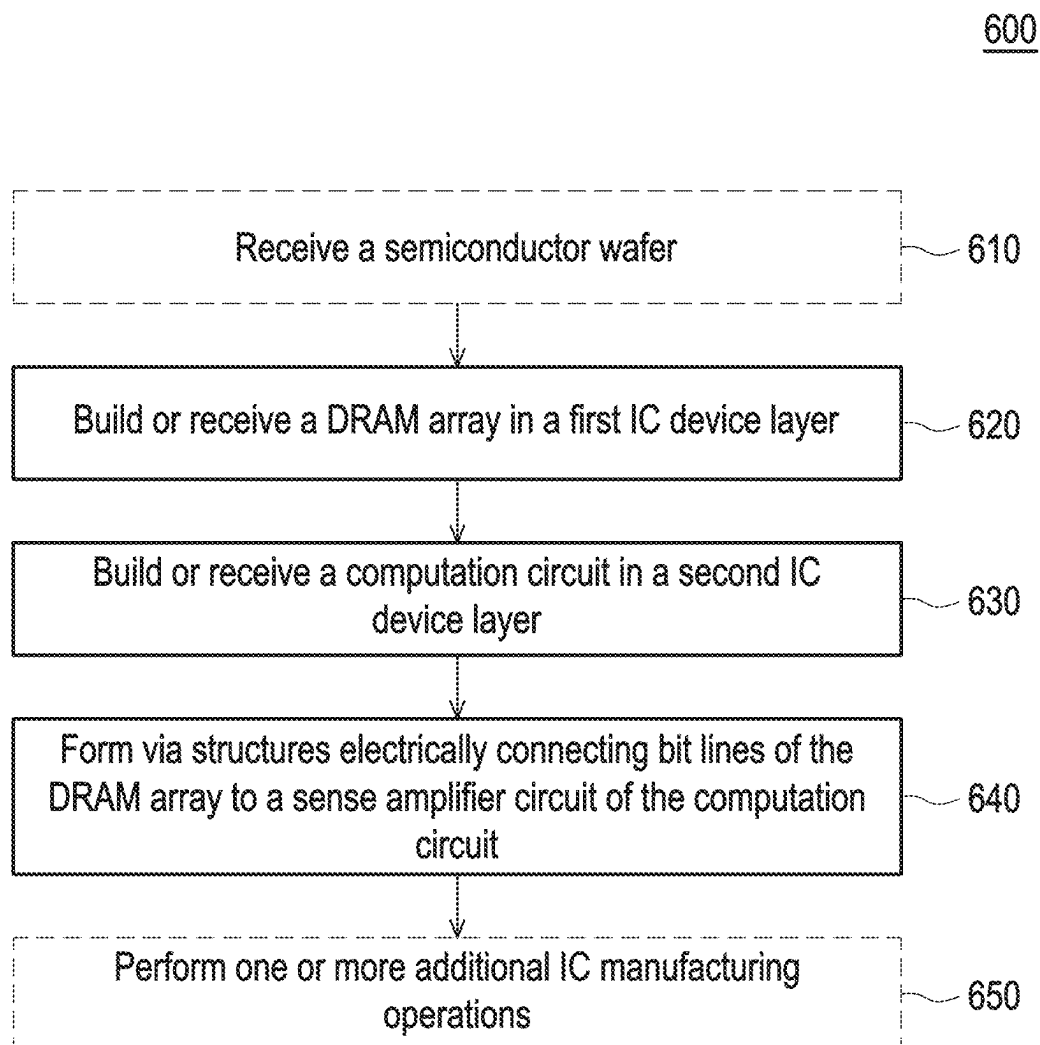 600
Receive a semiconductor wafer
610
Build or receive a DRAM array in a first IC device layer
620
Build or receive a computation circuit in a second IC
device layer
630
Form via structures electrically connecting bit lines of the
DRAM array to a sense amplifier circuit of the computation
circuit
640
Perform one or more additional IC manufacturing
operations
650